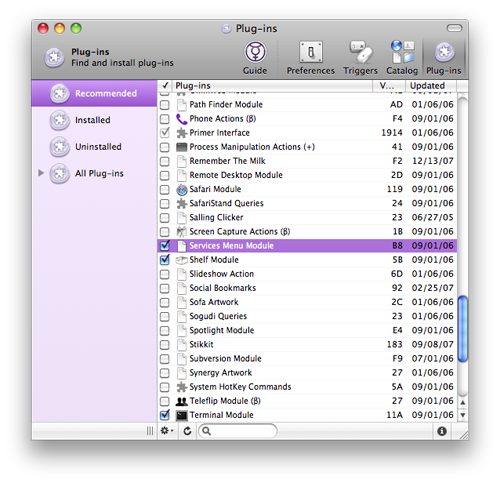 Plug-ins
Plug-ins
Find and install plug-ins
Guide Preferences Triggers Catalog Plug-ins
Recommended
Installed
Uninstalled
All Plug-ins
✓ Plug-ins V... Updated
Path Finder Module AD 01/06/06
Phone Actions (β) F4 09/01/06
Primer Interface 1914 01/06/06
Process Manipulation Actions (+) 41 09/01/06
Remember The Milk F2 12/13/07
Remote Desktop Module 2D 09/01/06
Safari Module 119 09/01/06
SafariStand Queries 24 09/01/06
Salling Clicker 23 06/27/05
Screen Capture Actions (β) 1B 09/01/06
Services Menu Module B8 09/01/06
Shelf Module 5B 09/01/06
Slideshow Action 6D 01/06/06
Social Bookmarks 92 02/25/07
Sofa Artwork 2C 01/06/06
Sogudi Queries 23 01/06/06
Spotlight Module E4 09/01/06
Stikkit 183 09/08/07
Subversion Module F9 07/01/06
Synergy Artwork 27 01/06/06
System HotKey Commands 5A 09/01/06
Teleflip Module (β) 27 09/01/06
Terminal Module 11A 09/01/06